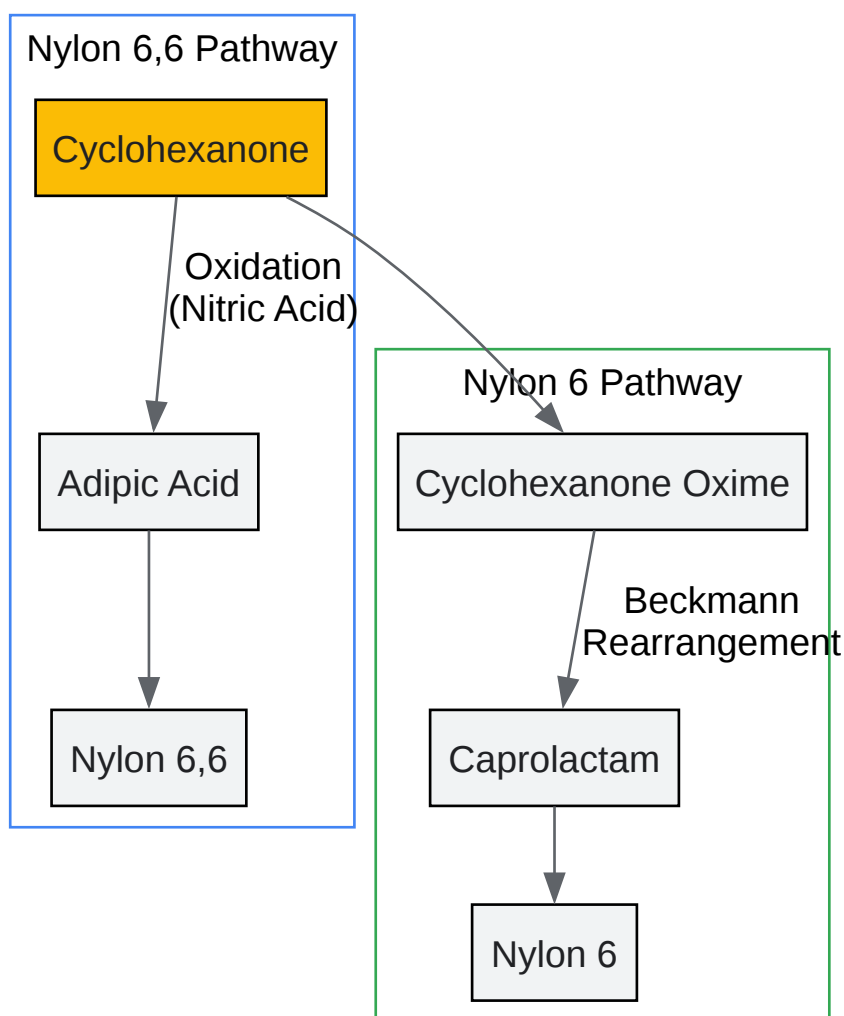 Nylon 6,6 Pathway
Cyclohexanone
Oxidation
(Nitric Acid)
Adipic Acid
Nylon 6,6
Nylon 6 Pathway
Cyclohexanone Oxime
Beckmann
Rearrangement
Caprolactam
Nylon 6